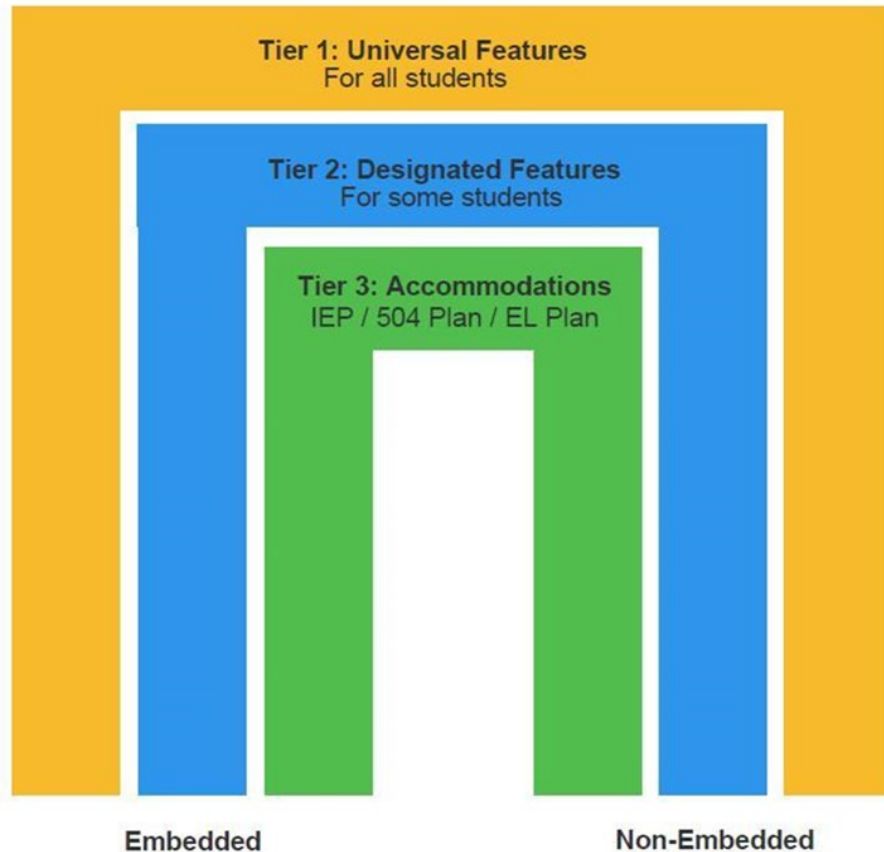 Tier 1: Universal Features
For all students
Tier 2: Designated Features
For some students
Tier 3: Accommodations
IEP / 504 Plan / EL Plan
Embedded
Non-Embedded